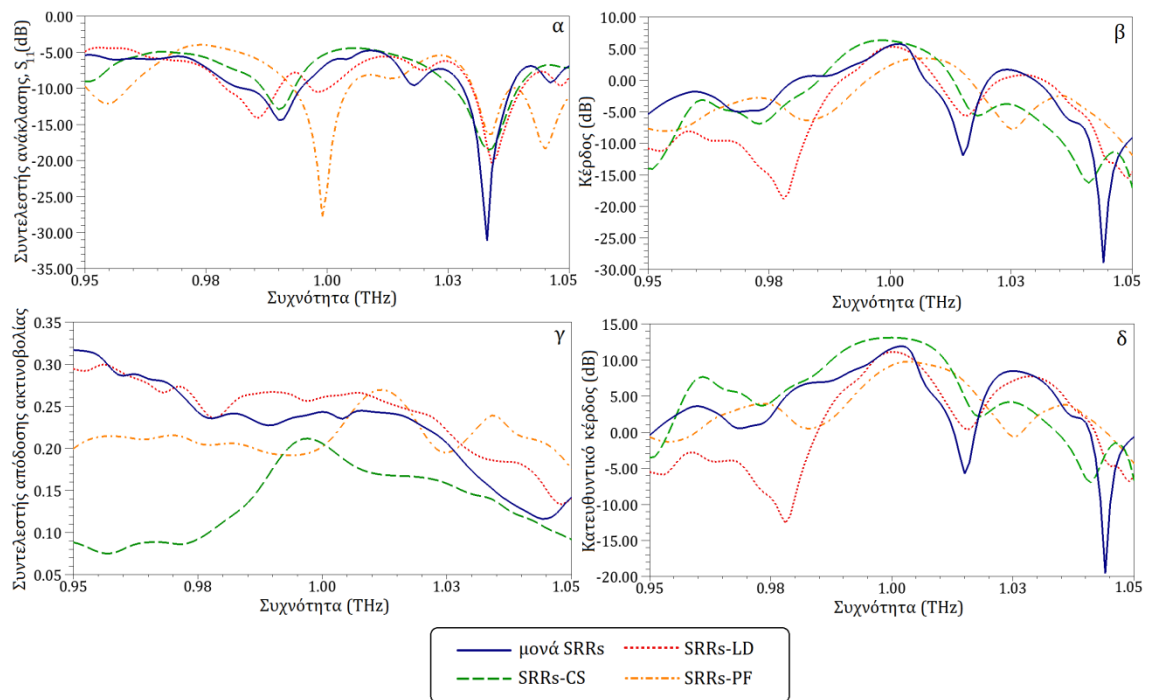 α
0.00
-5.00
-10.00
-15.00
-20.00
-25.00
-30.00
-35.00
Συντελεστής ανάκλασης, S11(dB)
0.95 0.98 1.00 1.03 1.05
Συχνότητα (THz)
β
10.00
5.00
0.00
-5.00
-10.00
-15.00
-20.00
-25.00
-30.00
Κέρδος (dB)
0.95 0.98 1.00 1.03 1.05
Συχνότητα (THz)
γ
0.35
0.30
0.25
0.20
0.15
0.10
0.05
Συντελεστής απόδοσης ακτινοβολίας
0.95 0.98 1.00 1.03 1.05
Συχνότητα (THz)
δ
15.00
10.00
5.00
0.00
-5.00
-10.00
-15.00
-20.00
Κατευθυντικό κέρδος (dB)
0.95 0.98 1.00 1.03 1.05
Συχνότητα (THz)
μονά SRRs SRRs-LD
SRRs-CS SRRs-PF